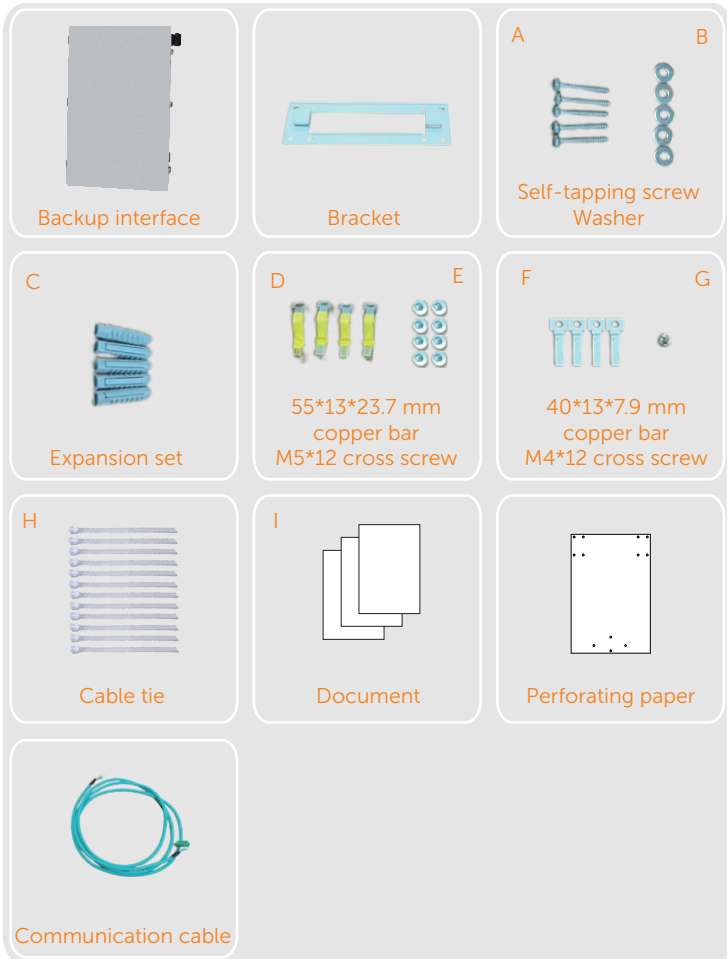 Backup interface
Bracket
A
B
Self-tapping screw
Washer
C
Expansion set
D
E
55*13*23.7 mm
copper bar
M5*12 cross screw
F
G
40*13*7.9 mm
copper bar
M4*12 cross screw
H
Cable tie
I
Document
Perforating paper
Communication cable